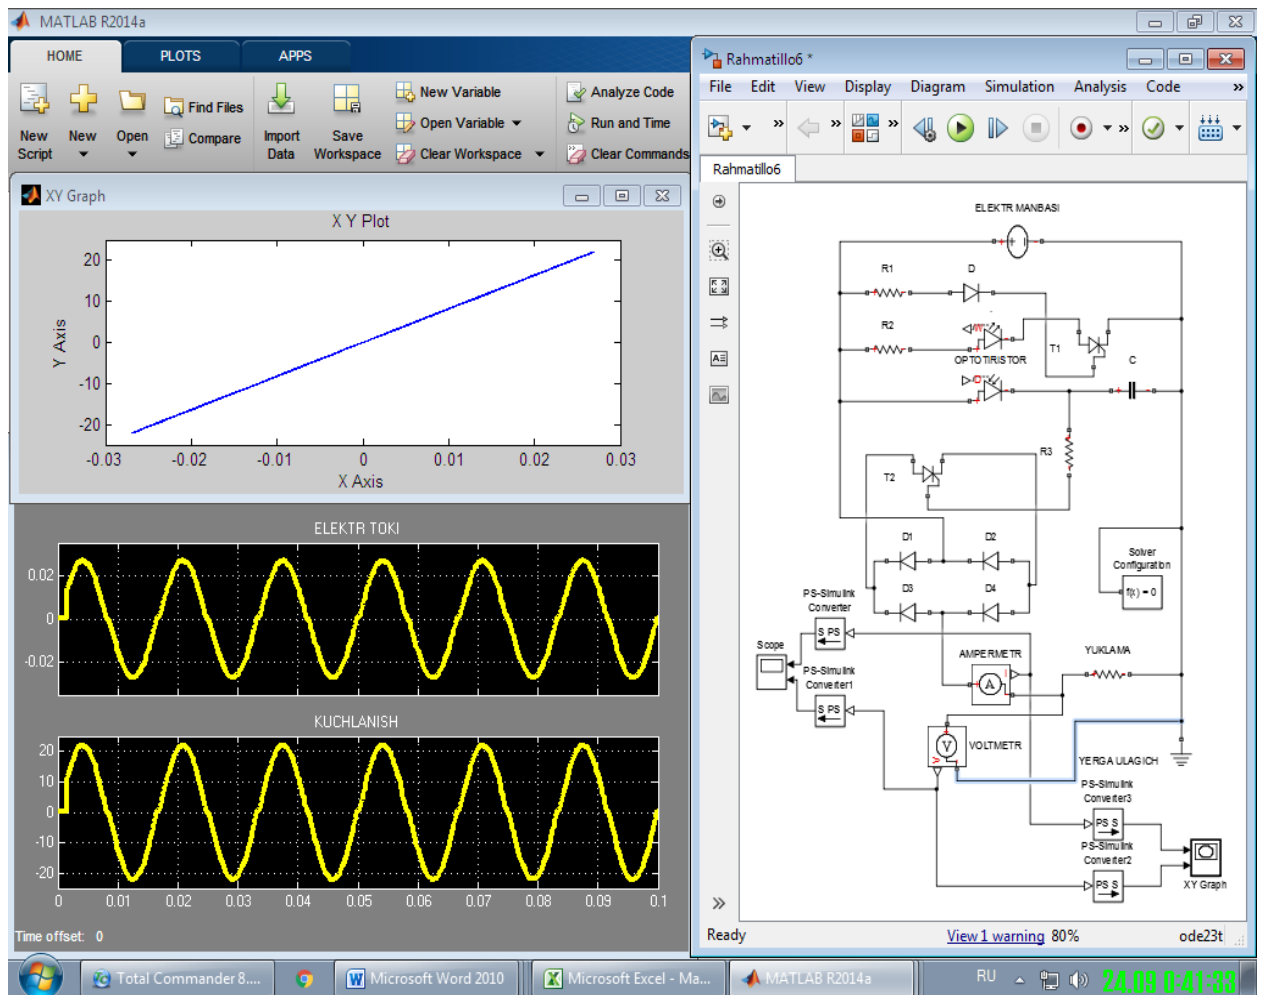 MATLAB R2014a
HOME
PLOTS
APPS
New Script
New
Open
Find Files
Compare
Import Data
Save Workspace
New Variable
Open Variable
Clear Workspace
Analyze Code
Run and Time
Clear Commands
XY Graph
X Y Plot
Y Axis
20
10
0
-10
-20
-0.03
-0.02
-0.01
0
0.01
0.02
0.03
X Axis
ELEKTR TOKI
0.02
0
-0.02
KUCHLANISH
20
10
0
-10
-20
0
0.01
0.02
0.03
0.04
0.05
0.06
0.07
0.08
0.09
0.1
Time offset: 0
Rahmatillo6 *
File Edit View Display Diagram Simulation Analysis Code »
Rahmatillo6
ELEKTR MANBASI
R1
D
R2
OPTOTIRISTOR
T1
C
R3
T2
D1
D2
D3
D4
Solver Configuration
f(x) = 0
PS-Simulink Converter
S PS
Scope
PS-Simulink Converter1
S PS
AMPERMETR
A
I
YUKLAMA
V
VOLTMETR
YERGA ULAGICH
PS-Simulink Converter3
PS S
PS-Simulink Converter2
PS S
XY Graph
Ready
View 1 warning
80%
ode23t
Total Commander 8....
Microsoft Word 2010
Microsoft Excel - Ma...
MATLAB R2014a
RU
24.09 0:41:33